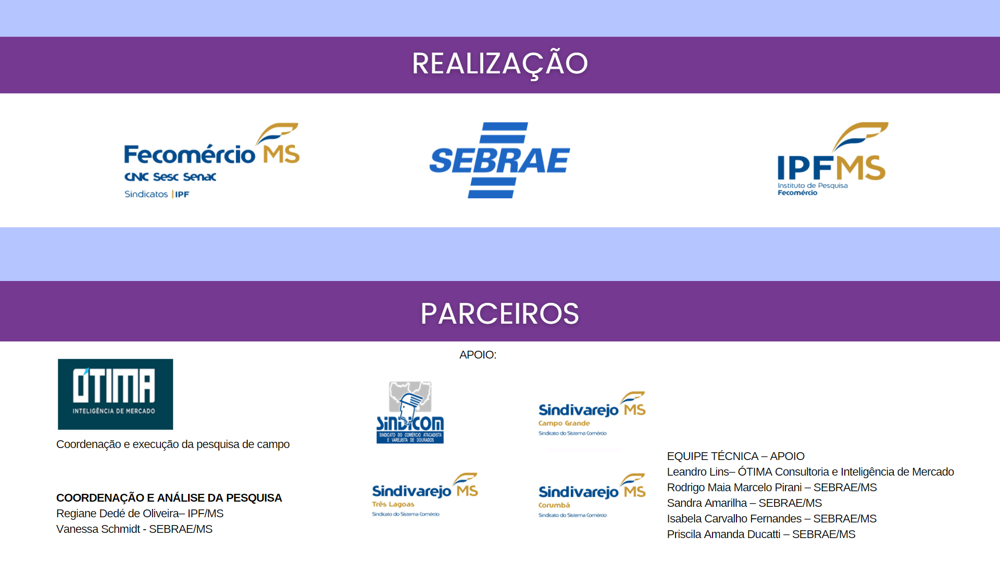 REALIZAÇÃO
Fecomércio MS
CNC Sesc Senac
Sindicatos | IPF
SEBRAE
IPFMS
Instituto de Pesquisa
Fecomércio
PARCEIROS
APOIO:
ÓTIMA
INTELIGÊNCIA DE MERCADO
Coordenação e execução da pesquisa de campo
COORDENAÇÃO E ANÁLISE DA PESQUISA
Regiane Dedé de Oliveira– IPF/MS
Vanessa Schmidt - SEBRAE/MS
SINDICOM
SINDICATO DO COMÉRCIO ATACADISTA
E VAREJISTA DE DOURADOS
Sindivarejo MS
Campo Grande
Sindicato do Sistema Comércio
Sindivarejo MS
Três Lagoas
Sindicato do Sistema Comércio
Sindivarejo MS
Corumbá
Sindicato do Sistema Comércio
EQUIPE TÉCNICA – APOIO
Leandro Lins– ÓTIMA Consultoria e Inteligência de Mercado
Rodrigo Maia Marcelo Pirani – SEBRAE/MS
Sandra Amarilha – SEBRAE/MS
Isabela Carvalho Fernandes – SEBRAE/MS
Priscila Amanda Ducatti – SEBRAE/MS